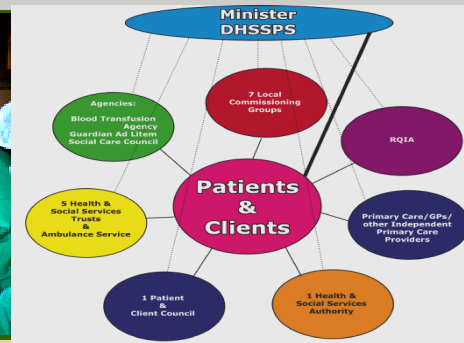 Minister
DHSSPS
7 Local
Commissioning
Groups
Agencies:
Blood Transfusion
Agency
Guardian Ad Litem
Social Care Council
RQIA
Patients
&
Clients
5 Health &
Social Services
Trusts
&
Ambulance Service
Primary Care/GPs/
other Independent
Primary Care
Providers
1 Patient
&
Client Council
1 Health &
Social Services
Authority